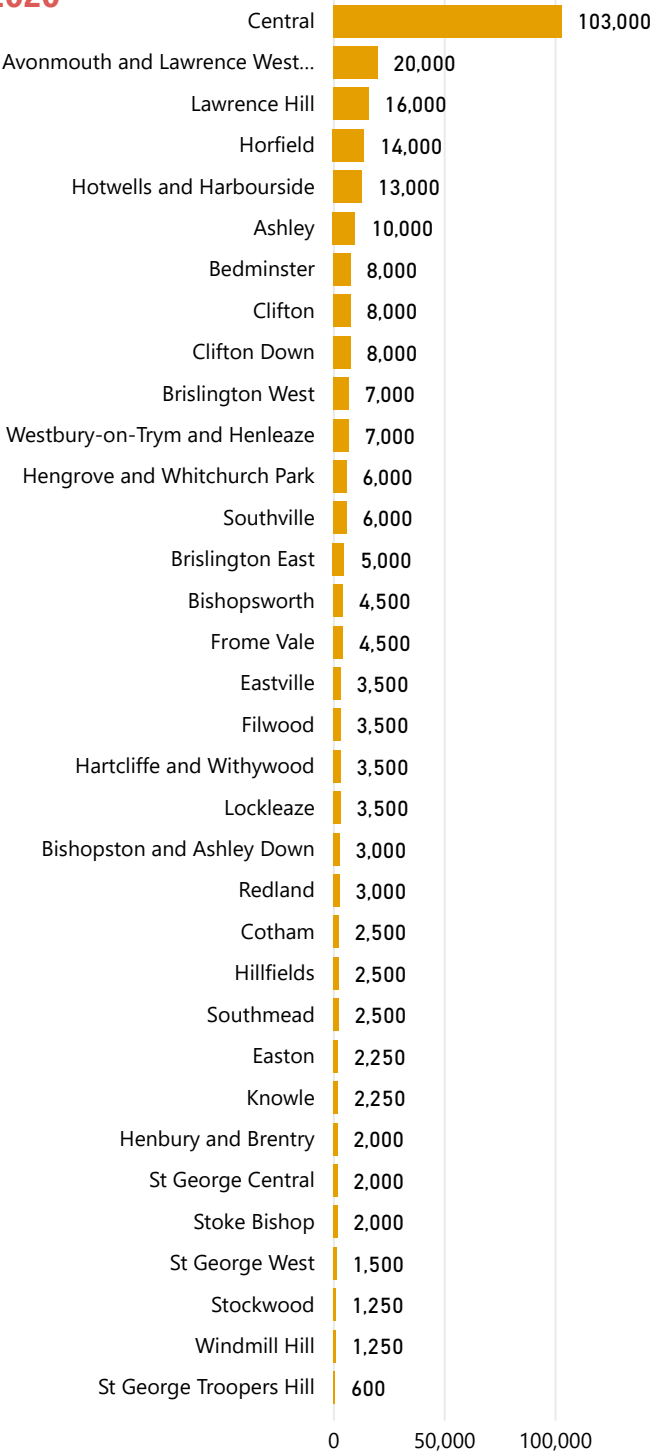 Central 103,000
Avonmouth and Lawrence West... 20,000
Lawrence Hill 16,000
Horfield 14,000
Hotwells and Harbourside 13,000
Ashley 10,000
Bedminster 8,000
Clifton 8,000
Clifton Down 8,000
Brislington West 7,000
Westbury-on-Trym and Henleaze 7,000
Hengrove and Whitchurch Park 6,000
Southville 6,000
Brislington East 5,000
Bishopsworth 4,500
Frome Vale 4,500
Eastville 3,500
Filwood 3,500
Hartcliffe and Withywood 3,500
Lockleaze 3,500
Bishopston and Ashley Down 3,000
Redland 3,000
Cotham 2,500
Hillfields 2,500
Southmead 2,500
Easton 2,250
Knowle 2,250
Henbury and Brentry 2,000
St George Central 2,000
Stoke Bishop 2,000
St George West 1,500
Stockwood 1,250
Windmill Hill 1,250
St George Troopers Hill 600
0 50,000 100,000